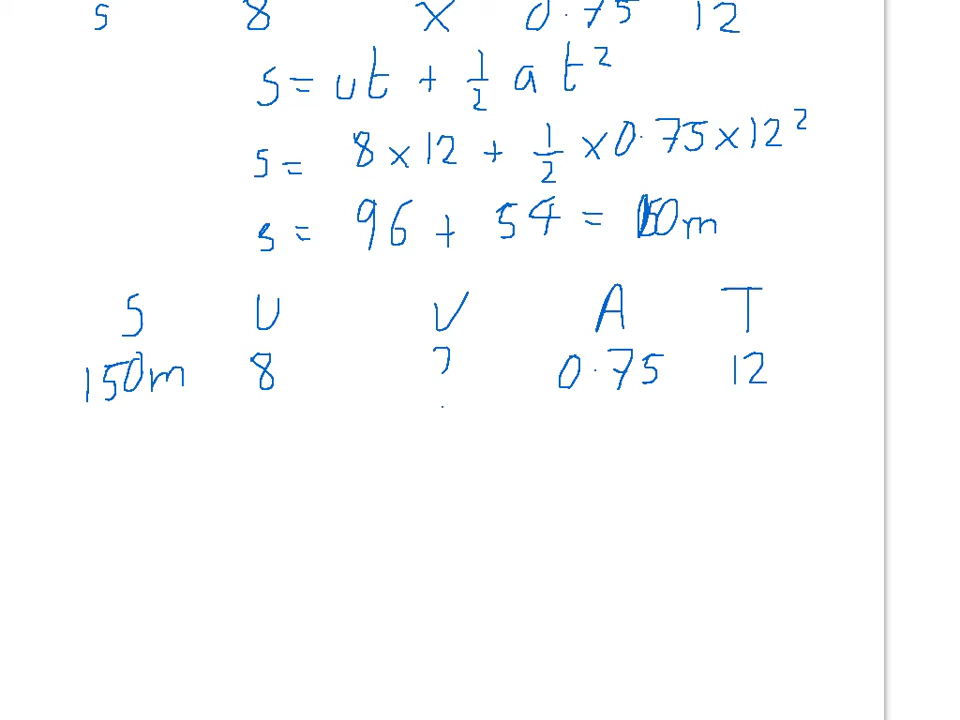 s 8 x 0.75 12
s = ut + 1/2 a t²
s = 8 x 12 + 1/2 x 0.75 x 12²
s = 96 + 54 = 150m
S U V A T
150m 8 ? 0.75 12